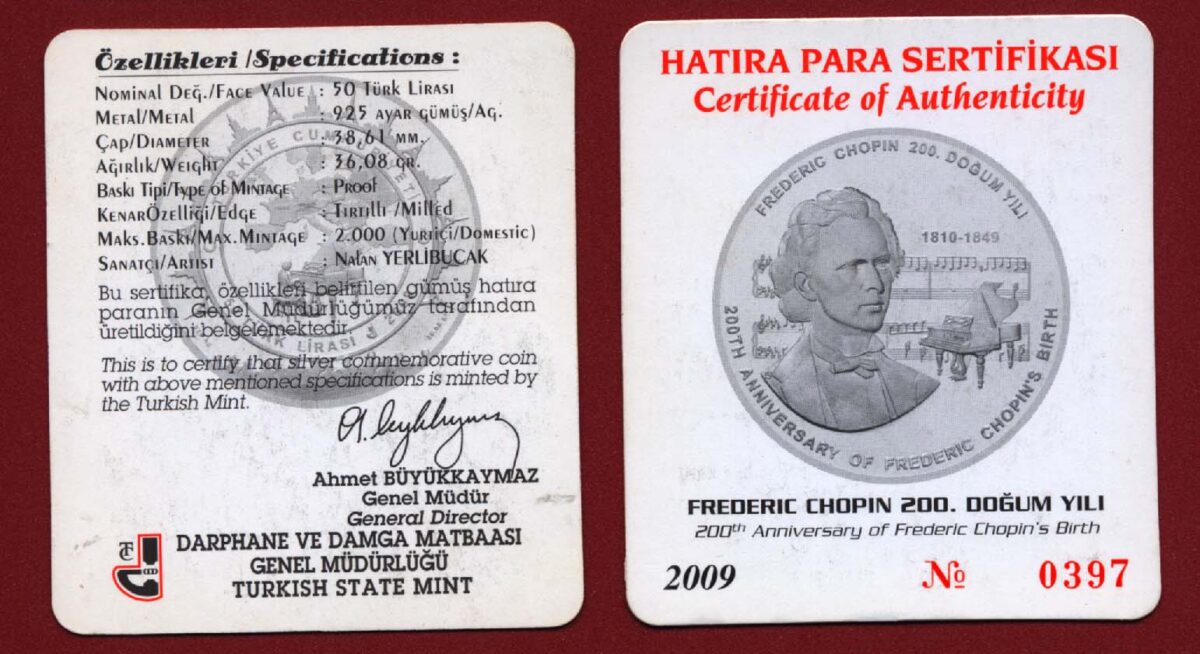 Özellikleri /Specifications :
Nominal Değ./Face Value : 50 Türk Lirası
Metal/Metal : 925 ayar gümüş/Ag.
Çap/Diameter : 38,61 mm.
Ağırlık/Weight : 36,08 gr.
Baskı Tipi/Type of Mintage : Proof
KenarÖzelliği/Edge : Tırtıllı /Milled
Maks.Baskı/Max.Mintage : 2.000 (Yurtiçi/Domestic)
Sanatçı/Artist : Nalan YERLİBUCAK
Bu sertifika, özellikleri belirtilen gümüş hatıra
paranın Genel Müdürlüğümüz tarafından
üretildiğini belgelemektedir.
This is to certify that silver commemorative coin
with above mentioned specifications is minted by
the Turkish Mint.
Ahmet BÜYÜKKAYMAZ
Genel Müdür
General Director
TC
DARPHANE VE DAMGA MATBAASI
GENEL MÜDÜRLÜĞÜ
TURKISH STATE MINT
HATIRA PARA SERTİFİKASI
Certificate of Authenticity
FREDERIC CHOPIN 200. DOĞUM YILI
1810-1849
200TH ANNIVERSARY OF FREDERIC CHOPIN'S BIRTH
FREDERIC CHOPIN 200. DOĞUM YILI
200th Anniversary of Frederic Chopin's Birth
2009 № 0397